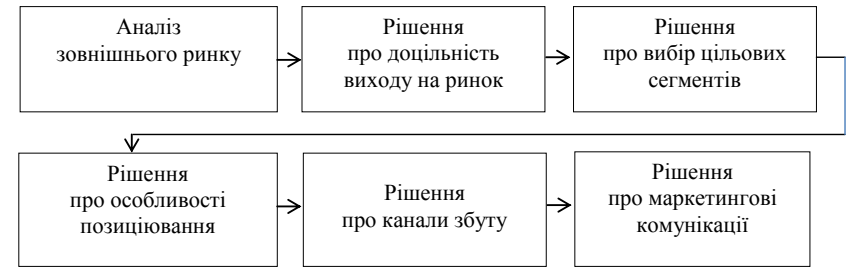 Аналіз
зовнішнього ринку
Рішення
про доцільність
виходу на ринок
Рішення
про вибір цільових
сегментів
Рішення
про особливості
позиціювання
Рішення
про канали збуту
Рішення
про маркетингові
комунікації